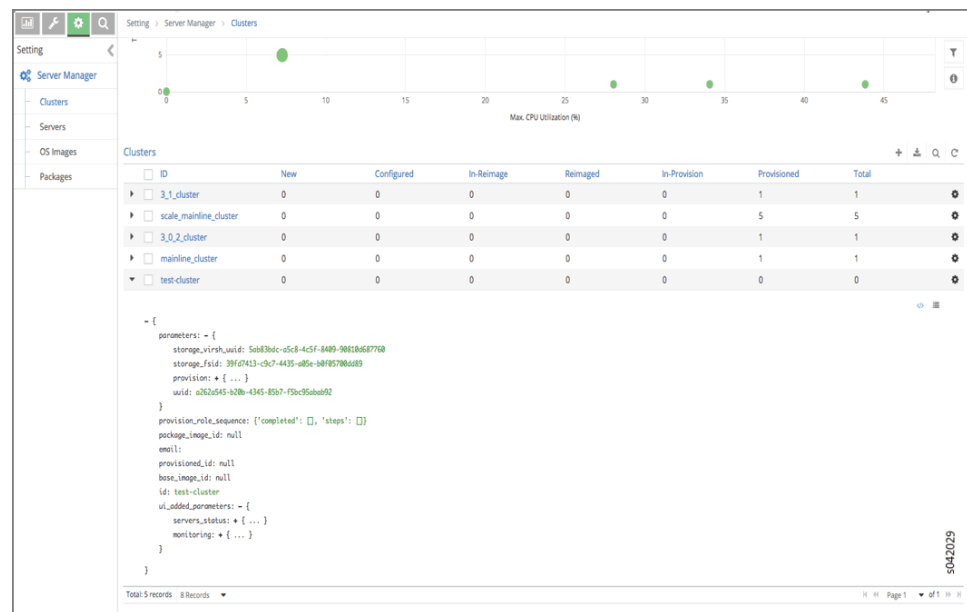 Setting > Server Manager > Clusters
Setting
Server Manager
Clusters
Servers
OS Images
Packages
5
0
0 5 10 15 20 25 30 35 40 45
Max. CPU Utilization (%)
Clusters
ID New Configured In-Reimage Reimaged In-Provision Provisioned Total
3_1_cluster 0 0 0 0 0 1 1
scale_mainline_cluster 0 0 0 0 0 5 5
3_0_2_cluster 0 0 0 0 0 1 1
mainline_cluster 0 0 0 0 0 1 1
test-cluster 0 0 0 0 0 0 0
- {
parameters: - {
storage_virsh_uuid: 5ab83bdc-a5c8-4c5f-8409-90810d687760
storage_fsid: 39fd7413-c9c7-4435-a05e-b0f05700dd89
provision: + { ... }
uuid: a262a545-b20b-4345-85b7-f5bc95abab92
}
provision_role_sequence: {'completed': [], 'steps': []}
package_image_id: null
email:
provisioned_id: null
base_image_id: null
id: test-cluster
ui_added_parameters: - {
servers_status: + { ... }
monitoring: + { ... }
}
}
Total: 5 records 8 Records
Page 1 of 1
s042029